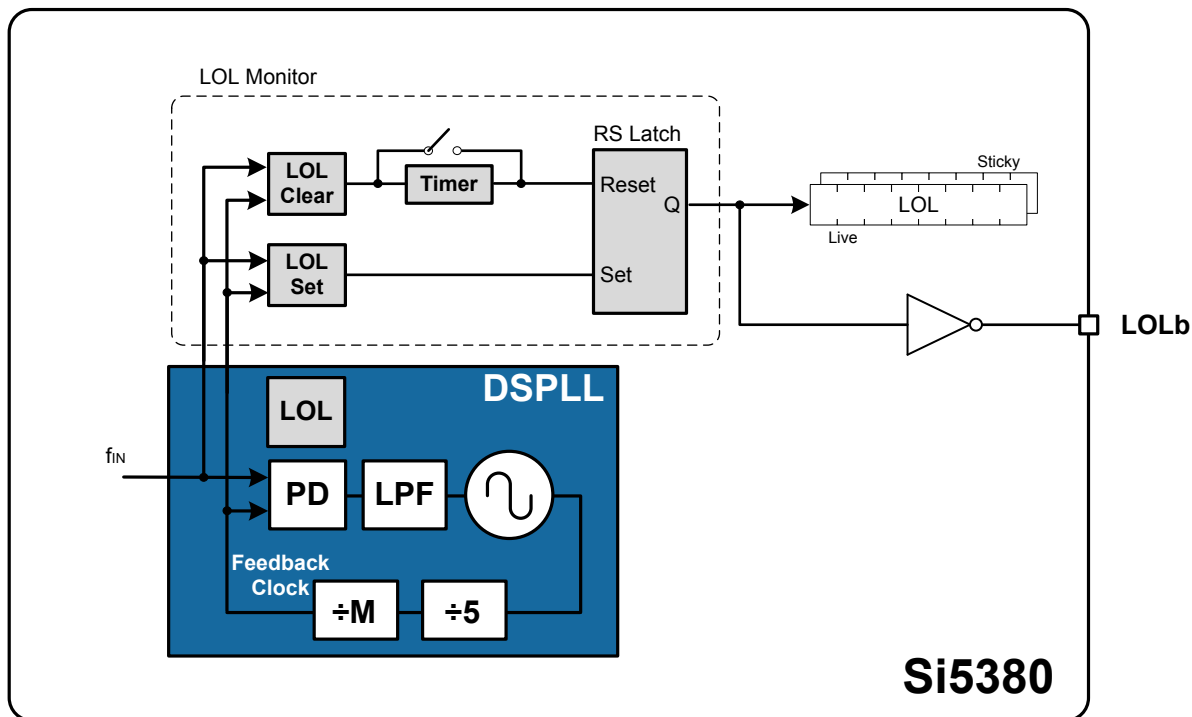 LOL Monitor
LOL
Clear
Timer
RS Latch
Reset
Q
Set
LOL
Set
Sticky
LOL
Live
LOLb
DSPLL
LOL
fIN
PD
LPF
Feedback
Clock
÷M
÷5
Si5380